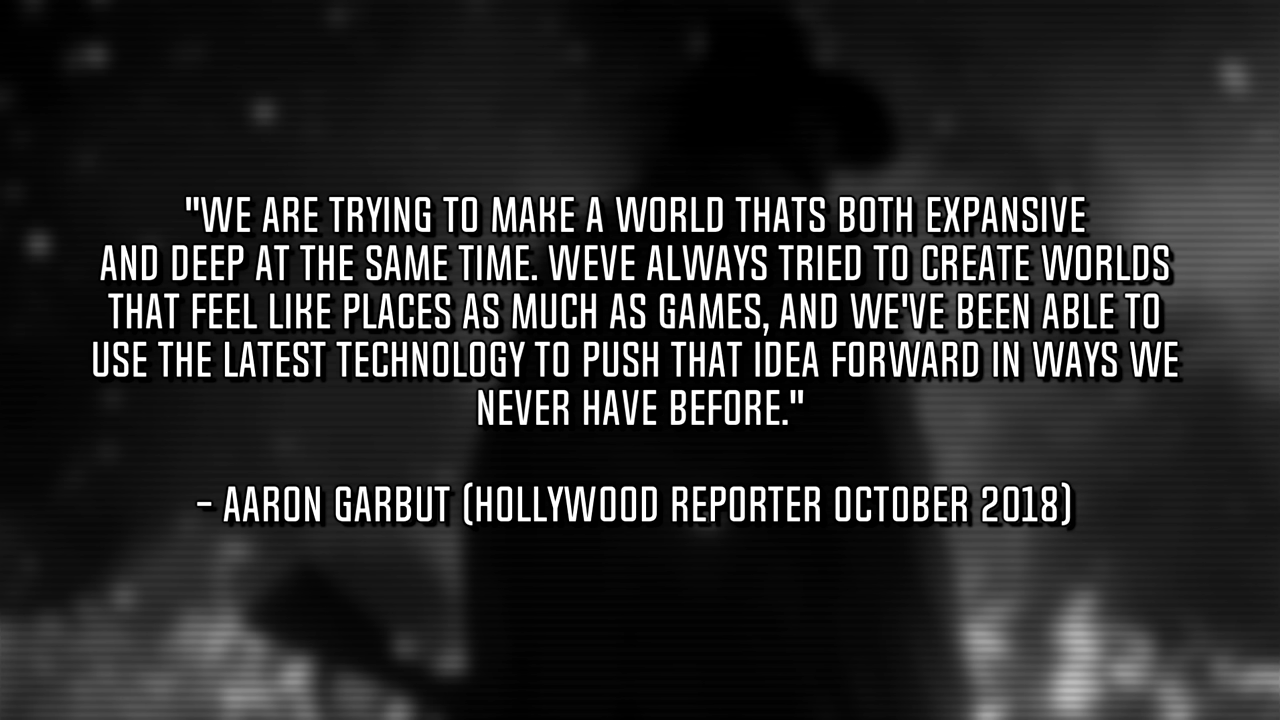 "WE ARE TRYING TO MAKE A WORLD THATS BOTH EXPANSIVE
AND DEEP AT THE SAME TIME. WEVE ALWAYS TRIED TO CREATE WORLDS
THAT FEEL LIKE PLACES AS MUCH AS GAMES, AND WE'VE BEEN ABLE TO
USE THE LATEST TECHNOLOGY TO PUSH THAT IDEA FORWARD IN WAYS WE
NEVER HAVE BEFORE."
- AARON GARBUT (HOLLYWOOD REPORTER OCTOBER 2018)